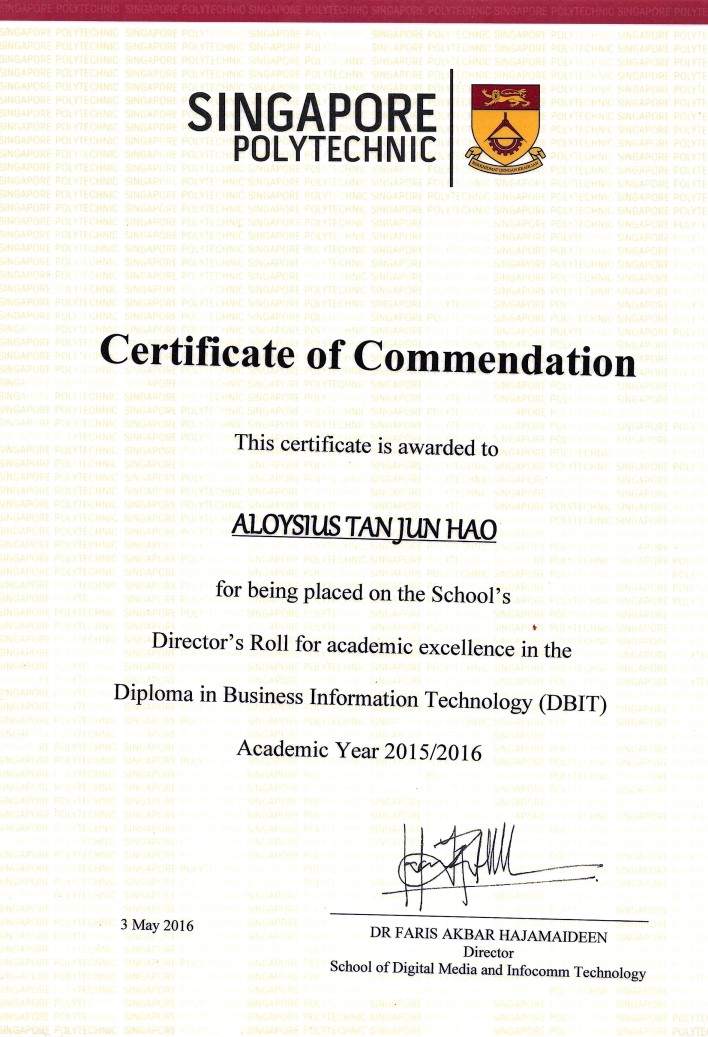 SINGAPORE
POLYTECHNIC
Certificate of Commendation
This certificate is awarded to
ALOYSIUS TAN JUN HAO
for being placed on the School's
Director's Roll for academic excellence in the
Diploma in Business Information Technology (DBIT)
Academic Year 2015/2016
3 May 2016
DR FARIS AKBAR HAJAMAIDEEN
Director
School of Digital Media and Infocomm Technology